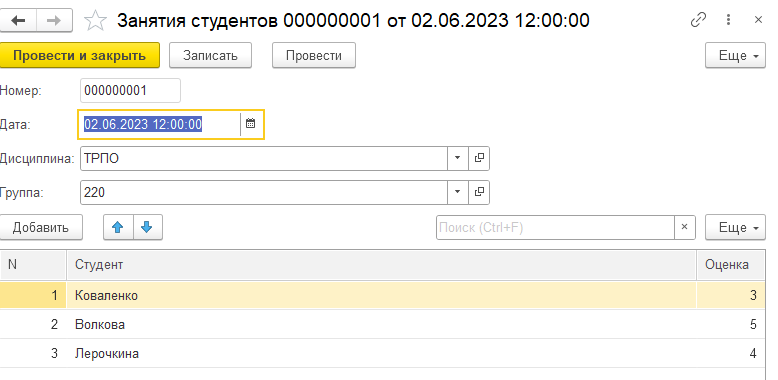 Занятия студентов 000000001 от 02.06.2023 12:00:00
Провести и закрыть Записать Провести Еще
Номер: 000000001
Дата: 02.06.2023 12:00:00
Дисциплина: ТРПО
Группа: 220
Добавить Поиск (Ctrl+F) × Еще
N Студент Оценка
1 Коваленко 3
2 Волкова 5
3 Лерочкина 4